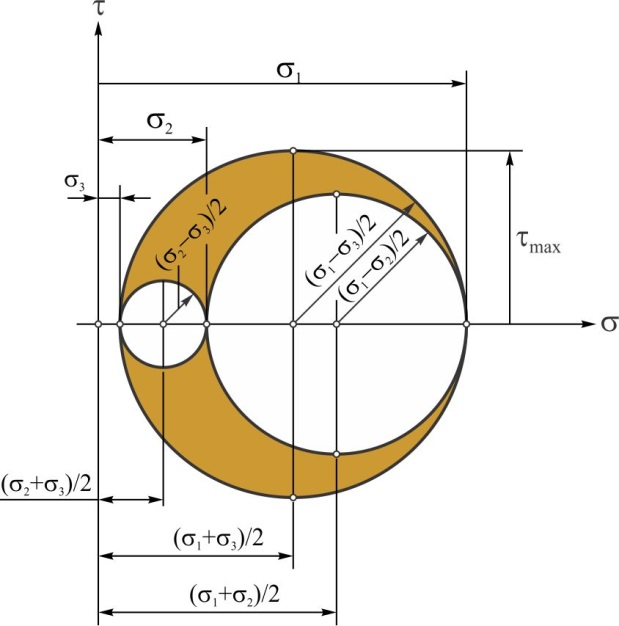 τ
σ₁
σ₂
σ₃
(σ₂−σ₃)/2
(σ₁−σ₃)/2
(σ₁−σ₂)/2
τmax
σ
(σ₂+σ₃)/2
(σ₁+σ₃)/2
(σ₁+σ₂)/2